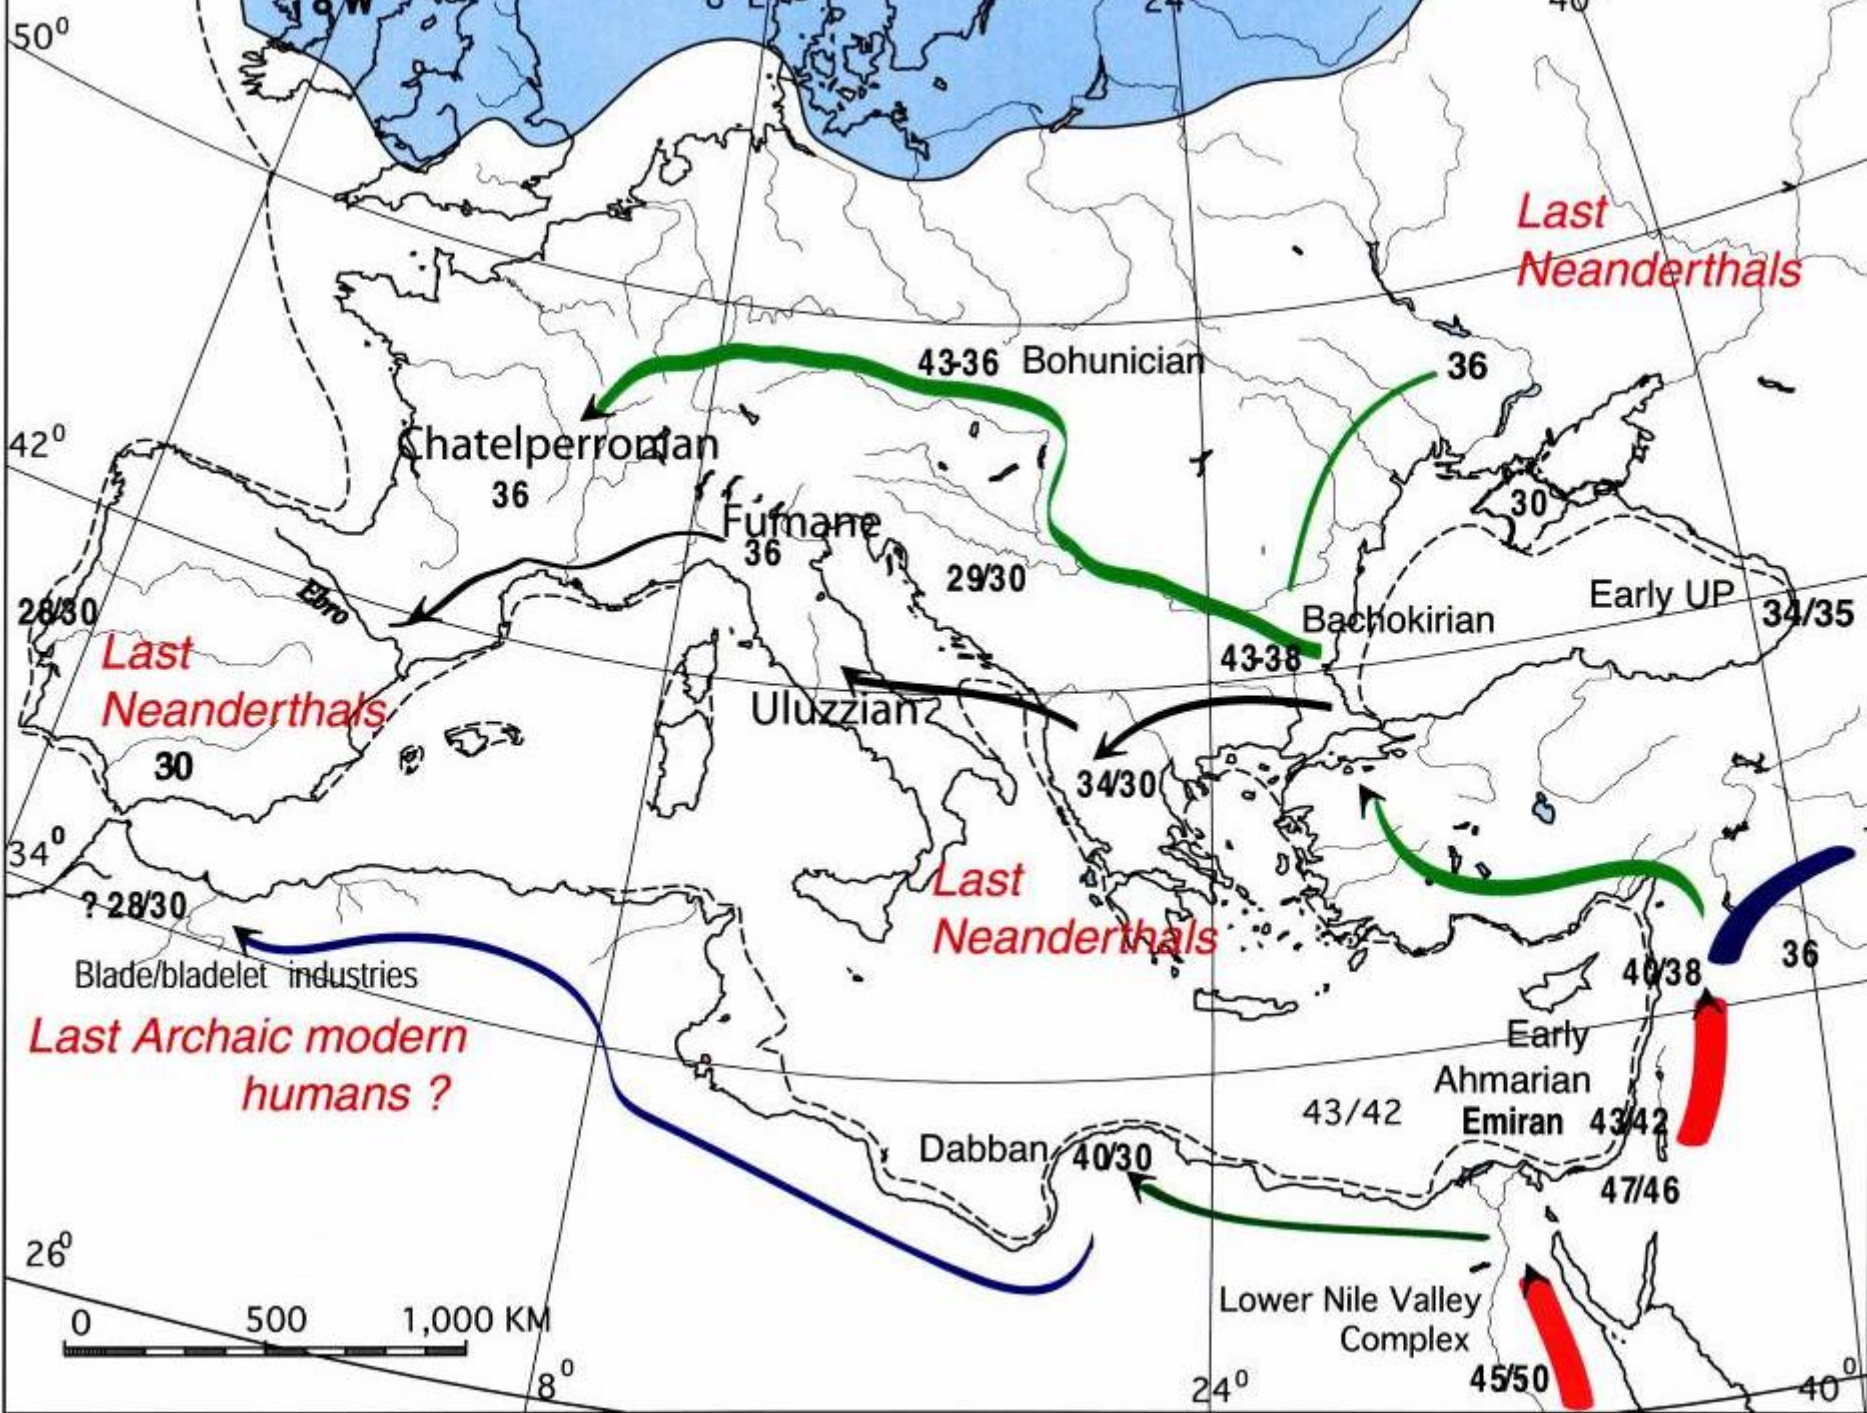 50⁰
24
40
Last
Neanderthals
43-36 Bohunician
36
Chatelperronian
42⁰
36
Fumane
36
30
29/30
Ebro
28/30
Early UP
34/35
Bachokirian
43-38
Last
Neanderthals
Uluzzian
30
34/30
34⁰
Last
Neanderthals
? 28/30
36
40/38
Blade/bladelet industries
Last Archaic modern
humans ?
Early
Ahmarian
43/42
Emiran 43/42
Dabban 40/30
47/46
26⁰
Lower Nile Valley
Complex
0 500 1,000 KM
45/50
8⁰
24⁰
40⁰